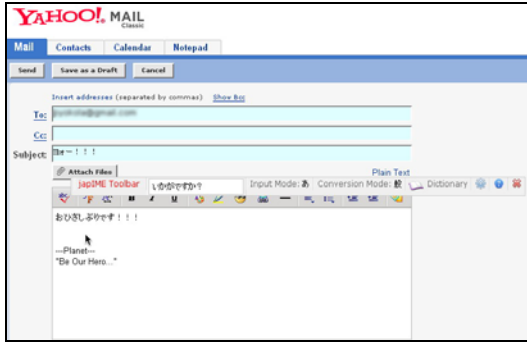 YAHOO! MAIL
Classic
Mail Contacts Calendar Notepad
Send Save as a Draft Cancel
Insert addresses (separated by commas) Show Bcc
To:
Cc:
Subject: わー！！！
Attach Files Plain Text
japIME Toolbar いかがですか? Input Mode: あ Conversion Mode: 般 Dictionary
B I U
おひさしぶりです！！！
---Planet---
"Be Our Hero..."